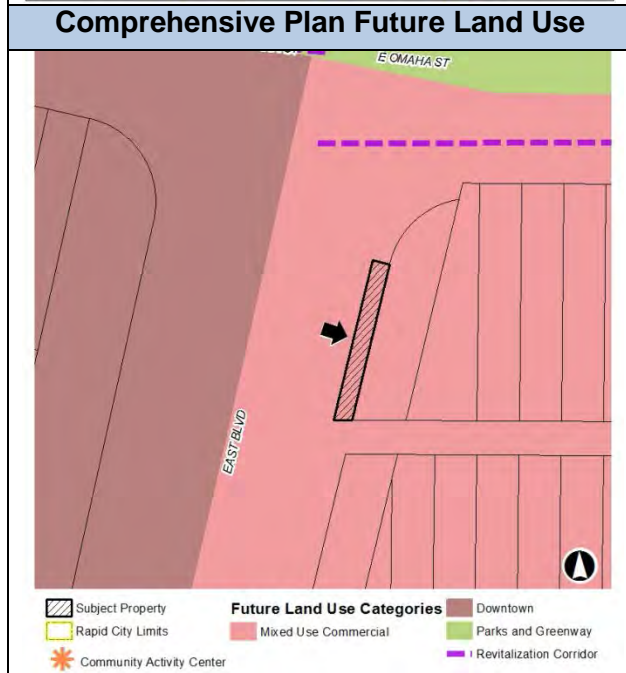 Comprehensive Plan Future Land Use
E OMAHA ST
EAST BLVD
Subject Property
Future Land Use Categories
Downtown
Rapid City Limits
Mixed Use Commercial
Parks and Greenway
Community Activity Center
Revitalization Corridor